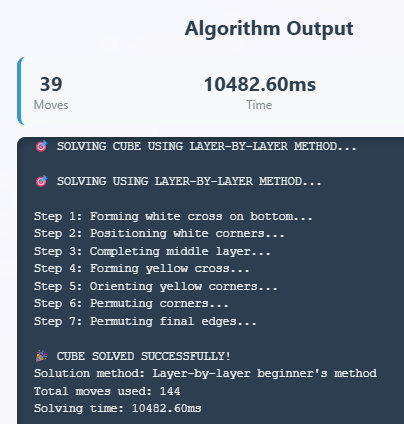 Algorithm Output
39
Moves
10482.60ms
Time
🎯 SOLVING CUBE USING LAYER-BY-LAYER METHOD...
🎯 SOLVING USING LAYER-BY-LAYER METHOD...
Step 1: Forming white cross on bottom...
Step 2: Positioning white corners...
Step 3: Completing middle layer...
Step 4: Forming yellow cross...
Step 5: Orienting yellow corners...
Step 6: Permuting corners...
Step 7: Permuting final edges...
🎉 CUBE SOLVED SUCCESSFULLY!
Solution method: Layer-by-layer beginner's method
Total moves used: 144
Solving time: 10482.60ms